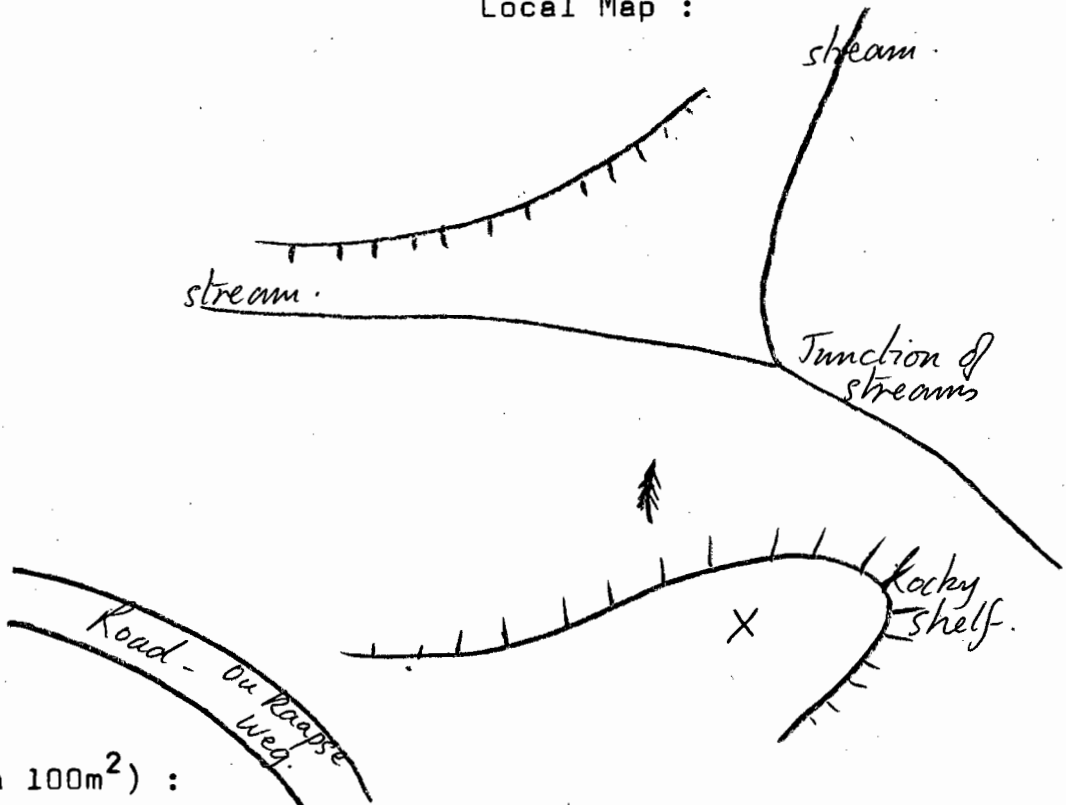 Local Map :
stream.
stream.
Junction of
streams
Rocky
shelf.
Road - Ou Kaapse
Weg.
100m²) :